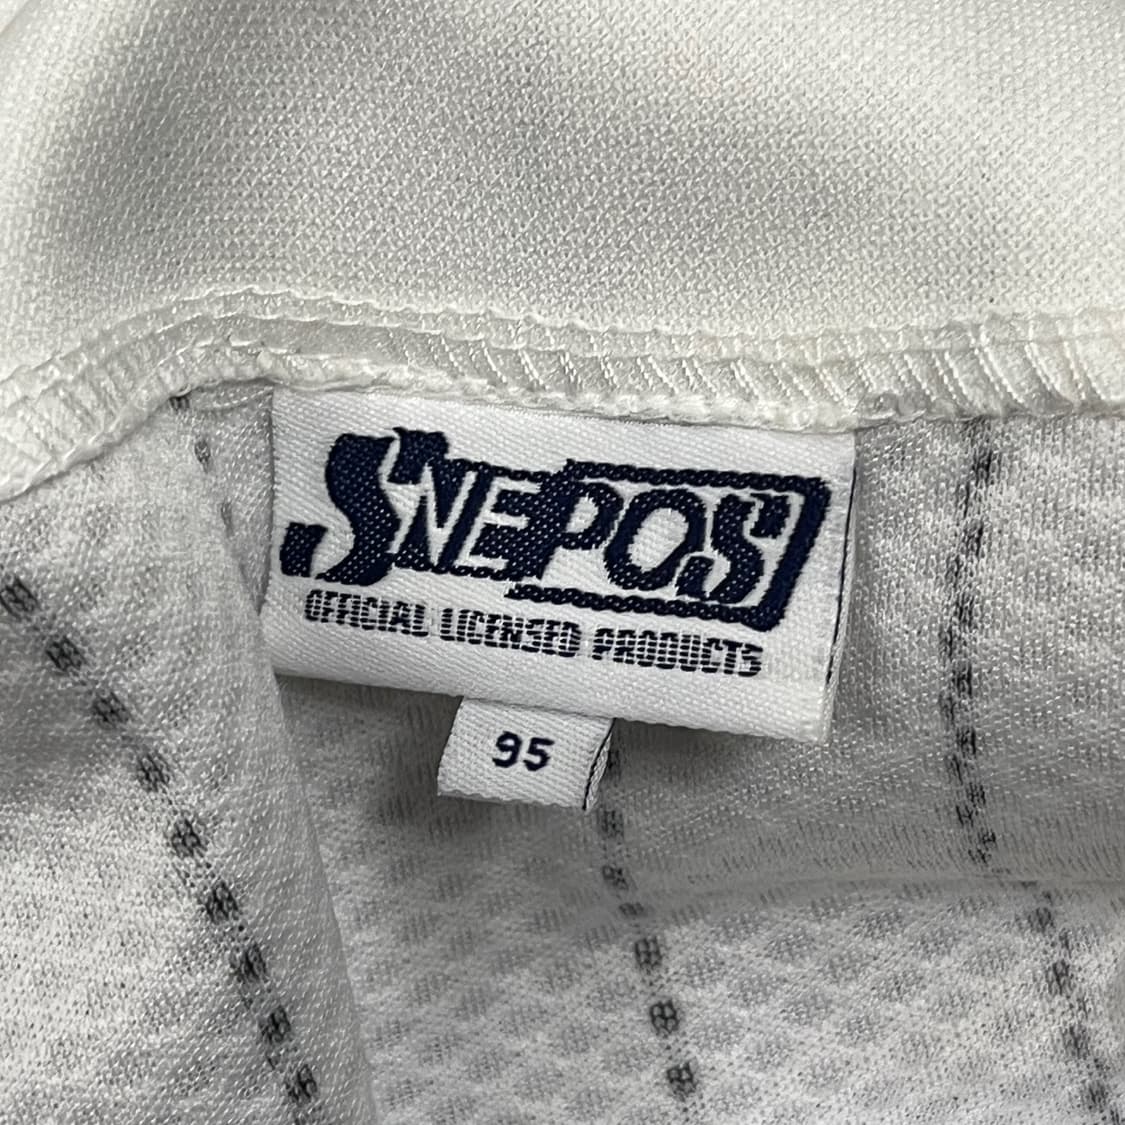 SNEPOS
OFFICIAL LICENSED PRODUCTS
95